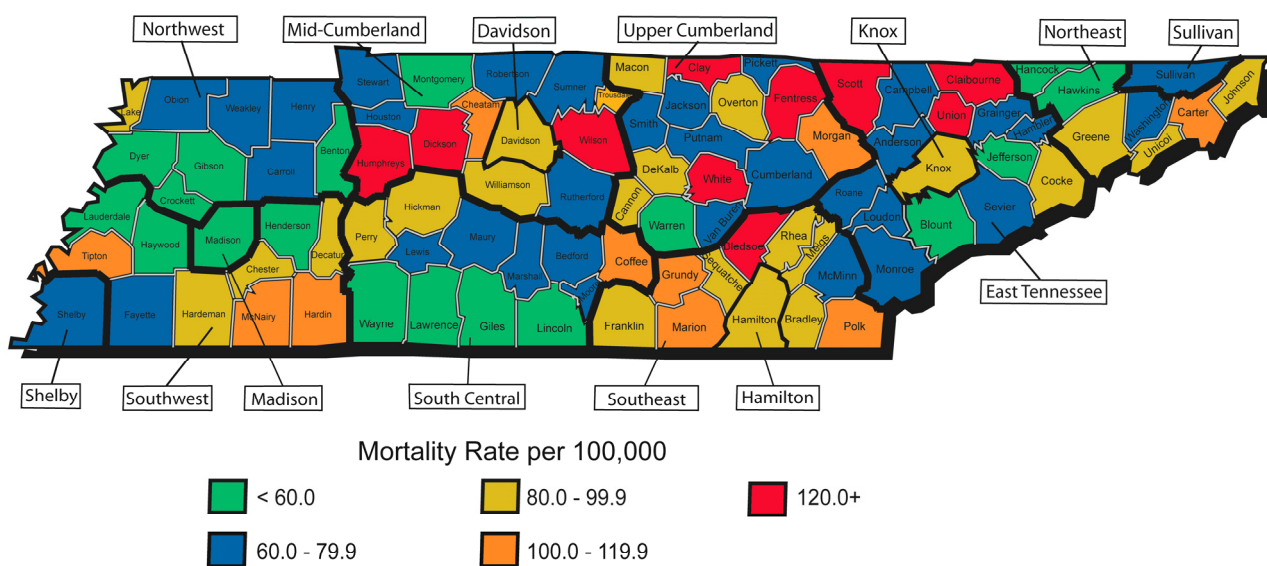 Northwest
Mid-Cumberland
Davidson
Upper Cumberland
Knox
Northeast
Sullivan
Lake
Obion
Weakley
Henry
Stewart
Montgomery
Robertson
Sumner
Macon
Clay
Pickett
Scott
Campbell
Claibourne
Hancock
Hawkins
Sullivan
Johnson
Houston
Cheatam
Trousdale
Smith
Jackson
Overton
Fentress
Union
Grainger
Hambler
Greene
Washington
Carter
Unicoi
Dyer
Gibson
Carroll
Benton
Humphreys
Dickson
Davidson
Wilson
Putnam
Morgan
Anderson
Knox
Jefferson
Cocke
Crockett
Williamson
Rutherford
DeKalb
White
Cumberland
Roane
Loudon
Blount
Sevier
Lauderdale
Haywood
Madison
Henderson
Decatur
Perry
Hickman
Lewis
Maury
Cannon
Warren
Van Buren
Bledsoe
Rhea
Meigs
McMinn
Monroe
Tipton
Chester
Marshall
Bedford
Moore
Coffee
Grundy
Sequatchee
Shelby
Fayette
Hardeman
McNairy
Hardin
Wayne
Lawrence
Giles
Lincoln
Franklin
Marion
Hamilton
Bradley
Polk
East Tennessee
Shelby
Southwest
Madison
South Central
Southeast
Hamilton
Mortality Rate per 100,000
< 60.0
80.0 - 99.9
120.0+
60.0 - 79.9
100.0 - 119.9